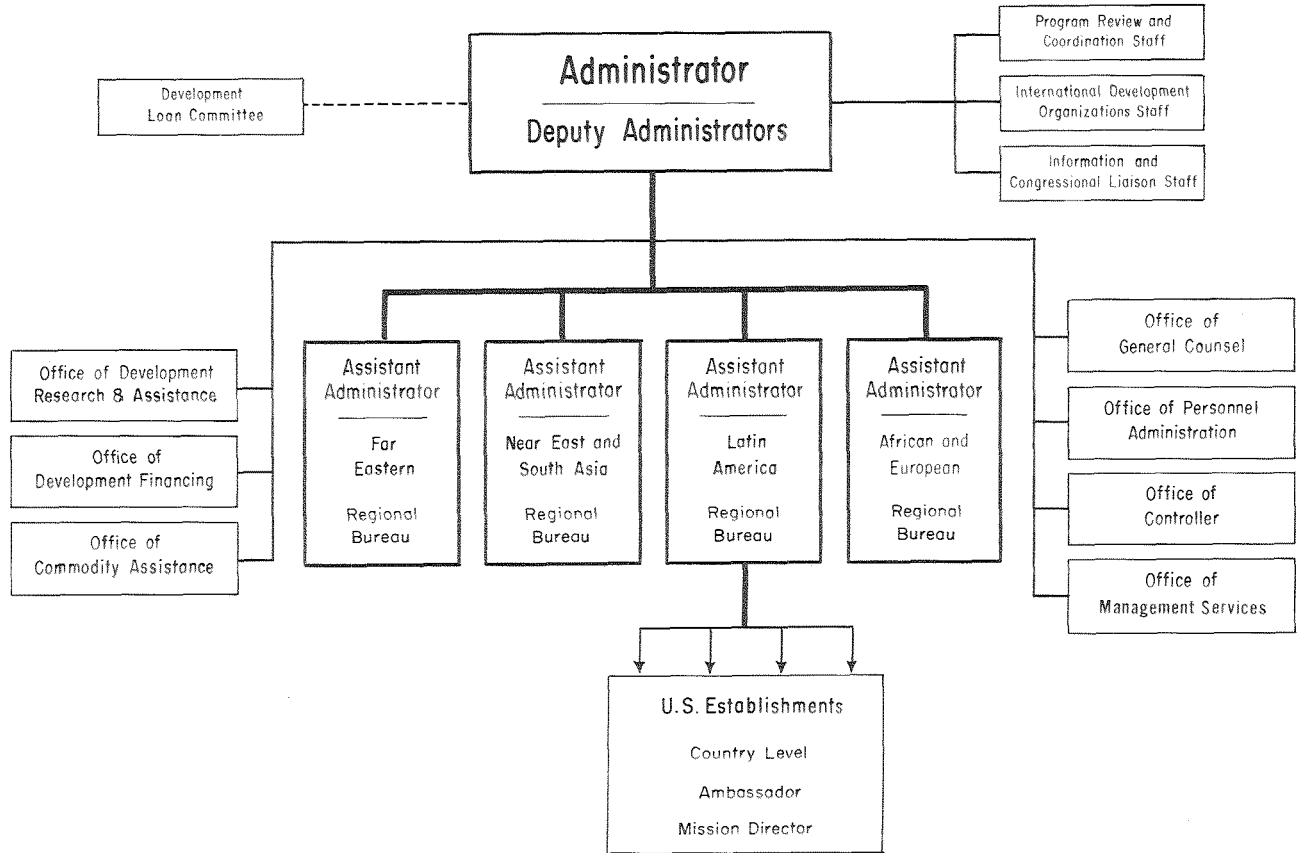 Administrator
Deputy Administrators
Development
Loan Committee
Program Review and
Coordination Staff
International Development
Organizations Staff
Information and
Congressional Liaison Staff
Office of Development
Research & Assistance
Office of
Development Financing
Office of
Commodity Assistance
Assistant
Administrator
Far
Eastern
Regional
Bureau
Assistant
Administrator
Near East and
South Asia
Regional
Bureau
Assistant
Administrator
Latin
America
Regional
Bureau
Assistant
Administrator
African and
European
Regional
Bureau
Office of
General Counsel
Office of Personnel
Administration
Office of
Controller
Office of
Management Services
U.S. Establishments
Country Level
Ambassador
Mission Director